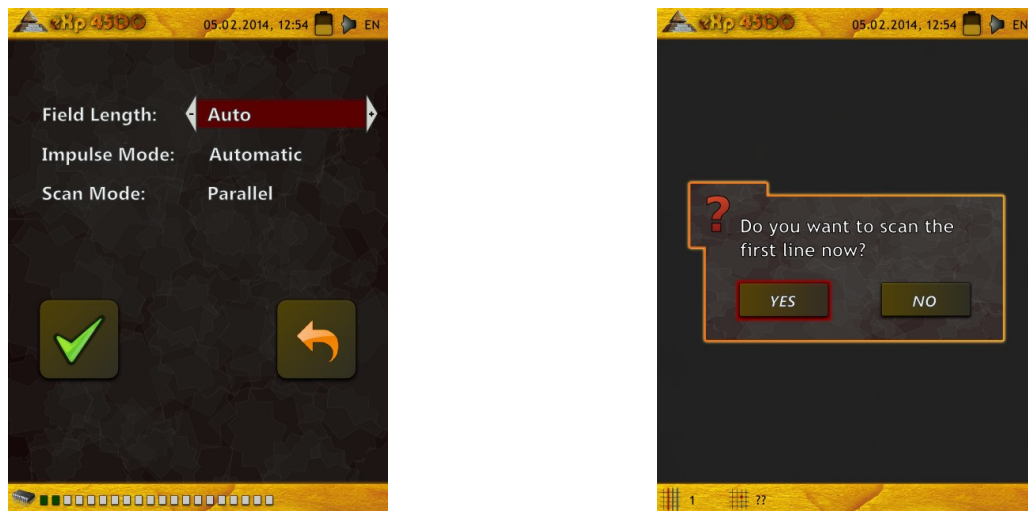 eXp 4500 05.02.2014, 12:54 EN
Field Length: - Auto +
Impulse Mode: Automatic
Scan Mode: Parallel
eXp 4500 05.02.2014, 12:54 EN
? Do you want to scan the
first line now?
YES NO
1 ??